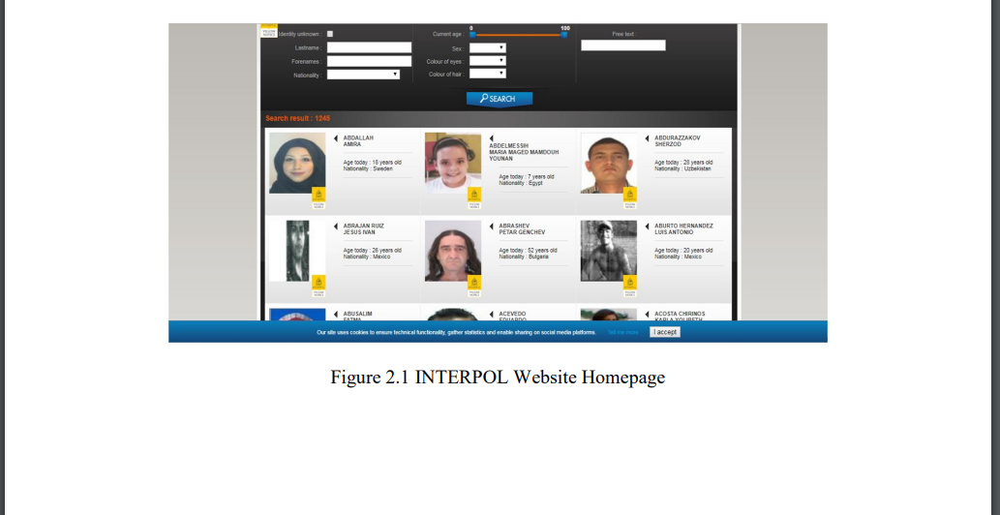 Identity unknown :
Lastname :
Forenames :
Nationality :
Current age :
0
100
Sex :
Colour of eyes :
Colour of hair :
Free text :
SEARCH
Search result : 1245
ABDALLAH
AMIRA
Age today : 18 years old
Nationality : Sweden
ABDELMESSIH
MARIA MAGED MAMDOUH
YOUNAN
Age today : 7 years old
Nationality : Egypt
ABDURAZZAKOV
SHERZOD
Age today : 28 years old
Nationality : Uzbekistan
ABRAJAN RUIZ
JESUS IVAN
Age today : 26 years old
Nationality : Mexico
ABRASHEV
PETAR GENCHEV
Age today : 52 years old
Nationality : Bulgaria
ABURTO HERNANDEZ
LUIS ANTONIO
Age today : 20 years old
Nationality : Mexico
ABUSALIM
FATMA
ACEVEDO
EDUARDO
ACOSTA CHIRINOS
KARLA YOLIBETH
Our site uses cookies to ensure technical functionality, gather statistics and enable sharing on social media platforms.
Tell me more
I accept
Figure 2.1 INTERPOL Website Homepage